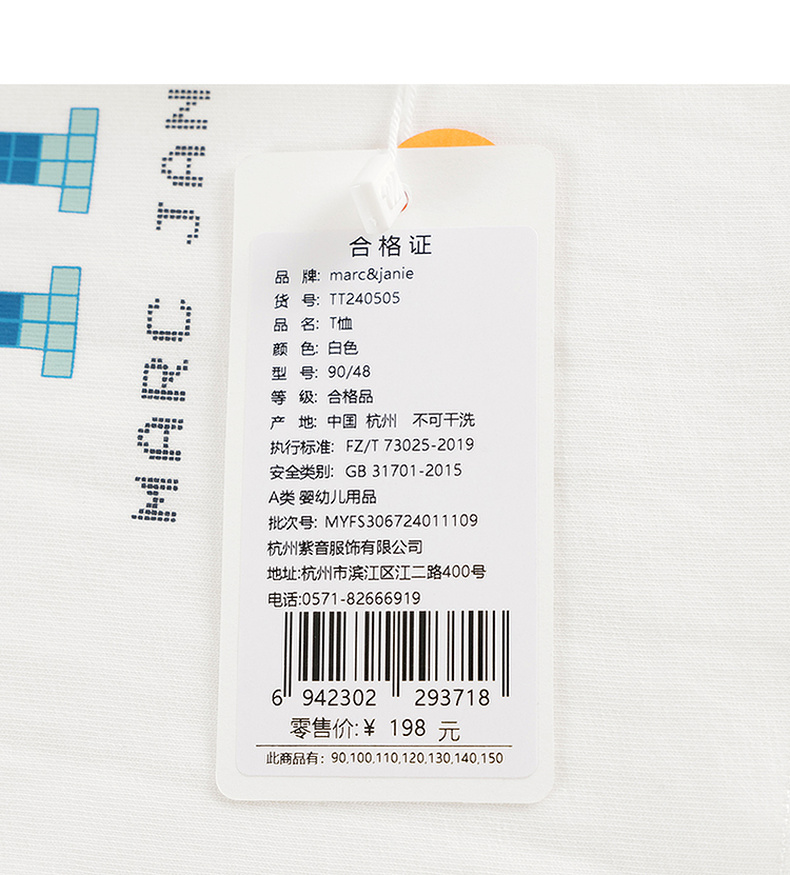 MARC JAN
合格证
品 牌: marc&janie
货 号: TT240505
品 名: T恤
颜 色: 白色
型 号: 90/48
等 级: 合格品
产 地: 中国 杭州 不可干洗
执行标准: FZ/T 73025-2019
安全类别: GB 31701-2015
A类 婴幼儿用品
批次号: MYFS306724011109
杭州紫音服饰有限公司
地址:杭州市滨江区江二路400号
电话:0571-82666919
6 942302 293718
零售价:¥ 198 元
此商品有: 90,100,110,120,130,140,150